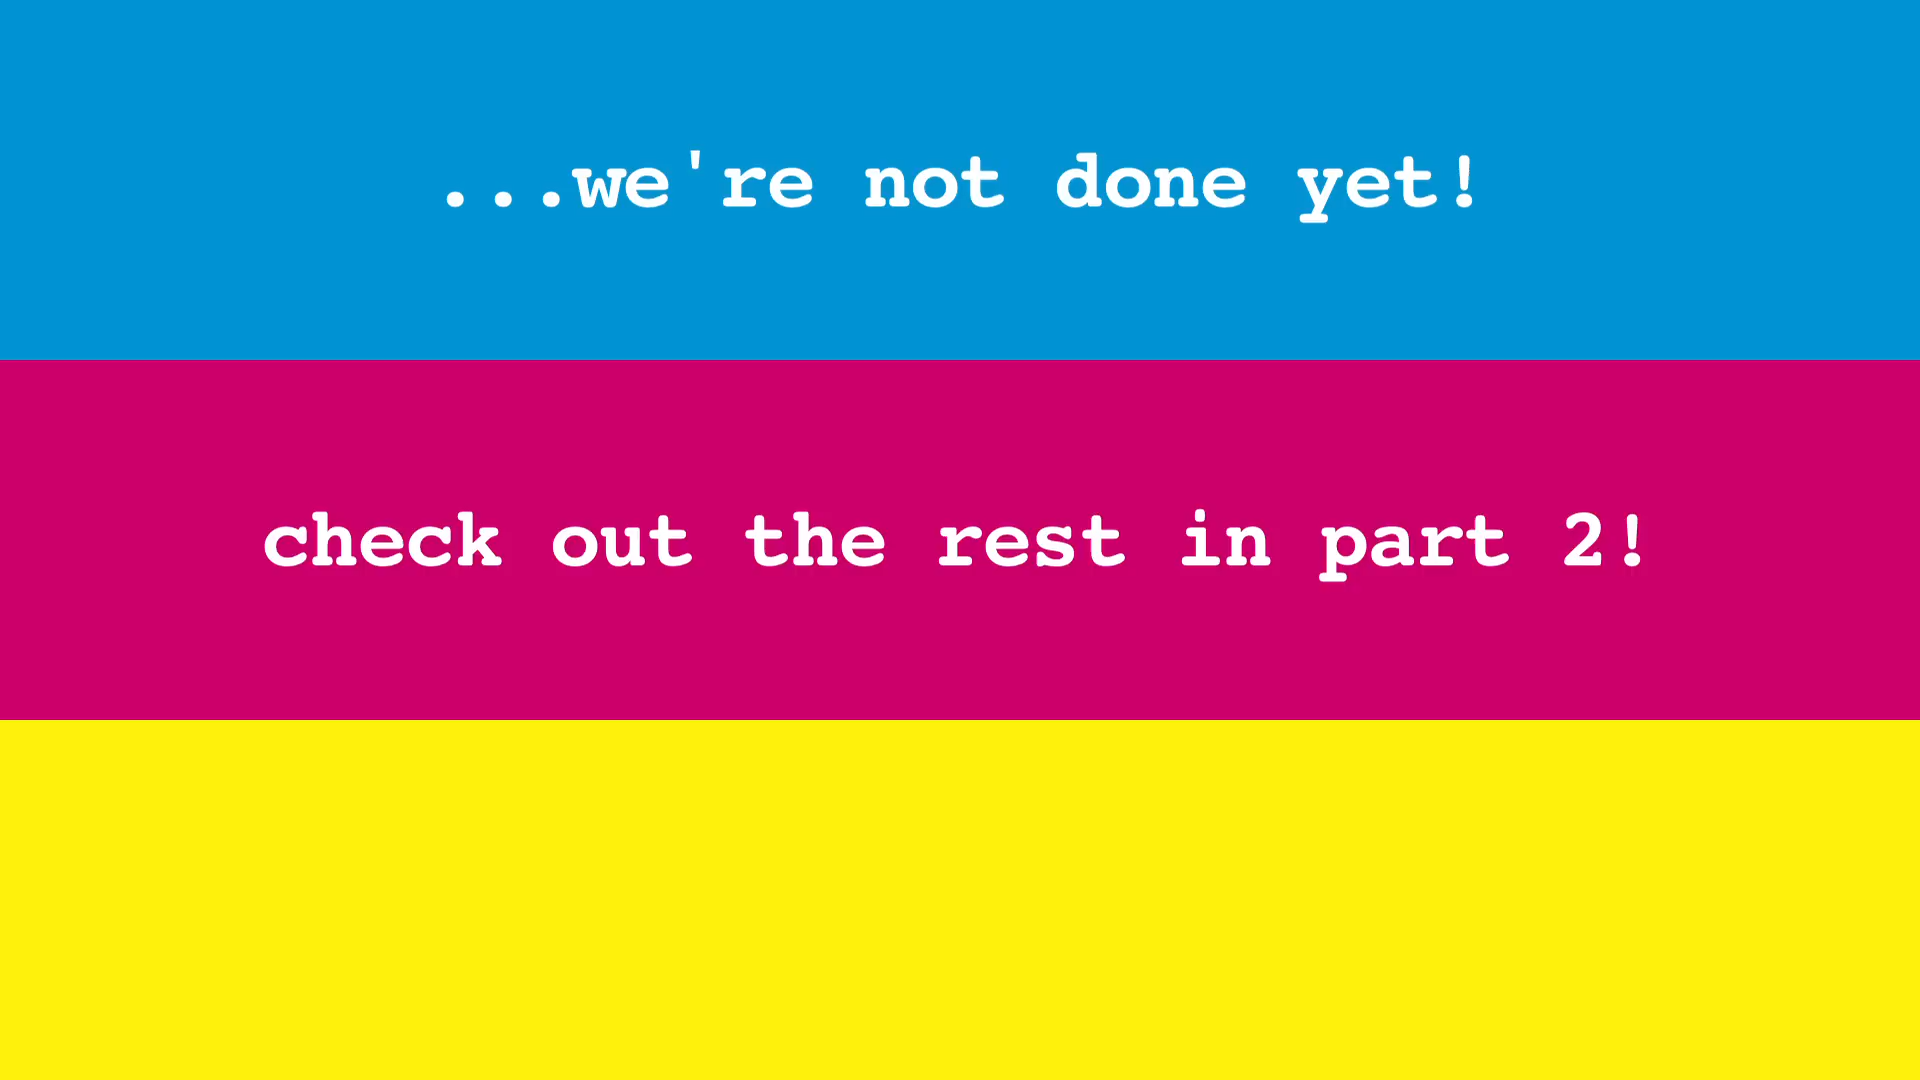 ...we're not done yet!
check out the rest in part 2!